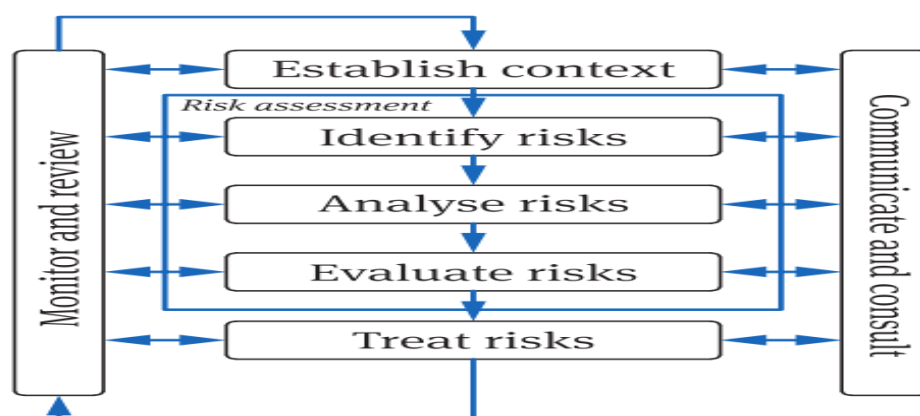 Establish context
Risk assessment
Identify risks
Analyse risks
Evaluate risks
Treat risks
Monitor and review
Communicate and consult